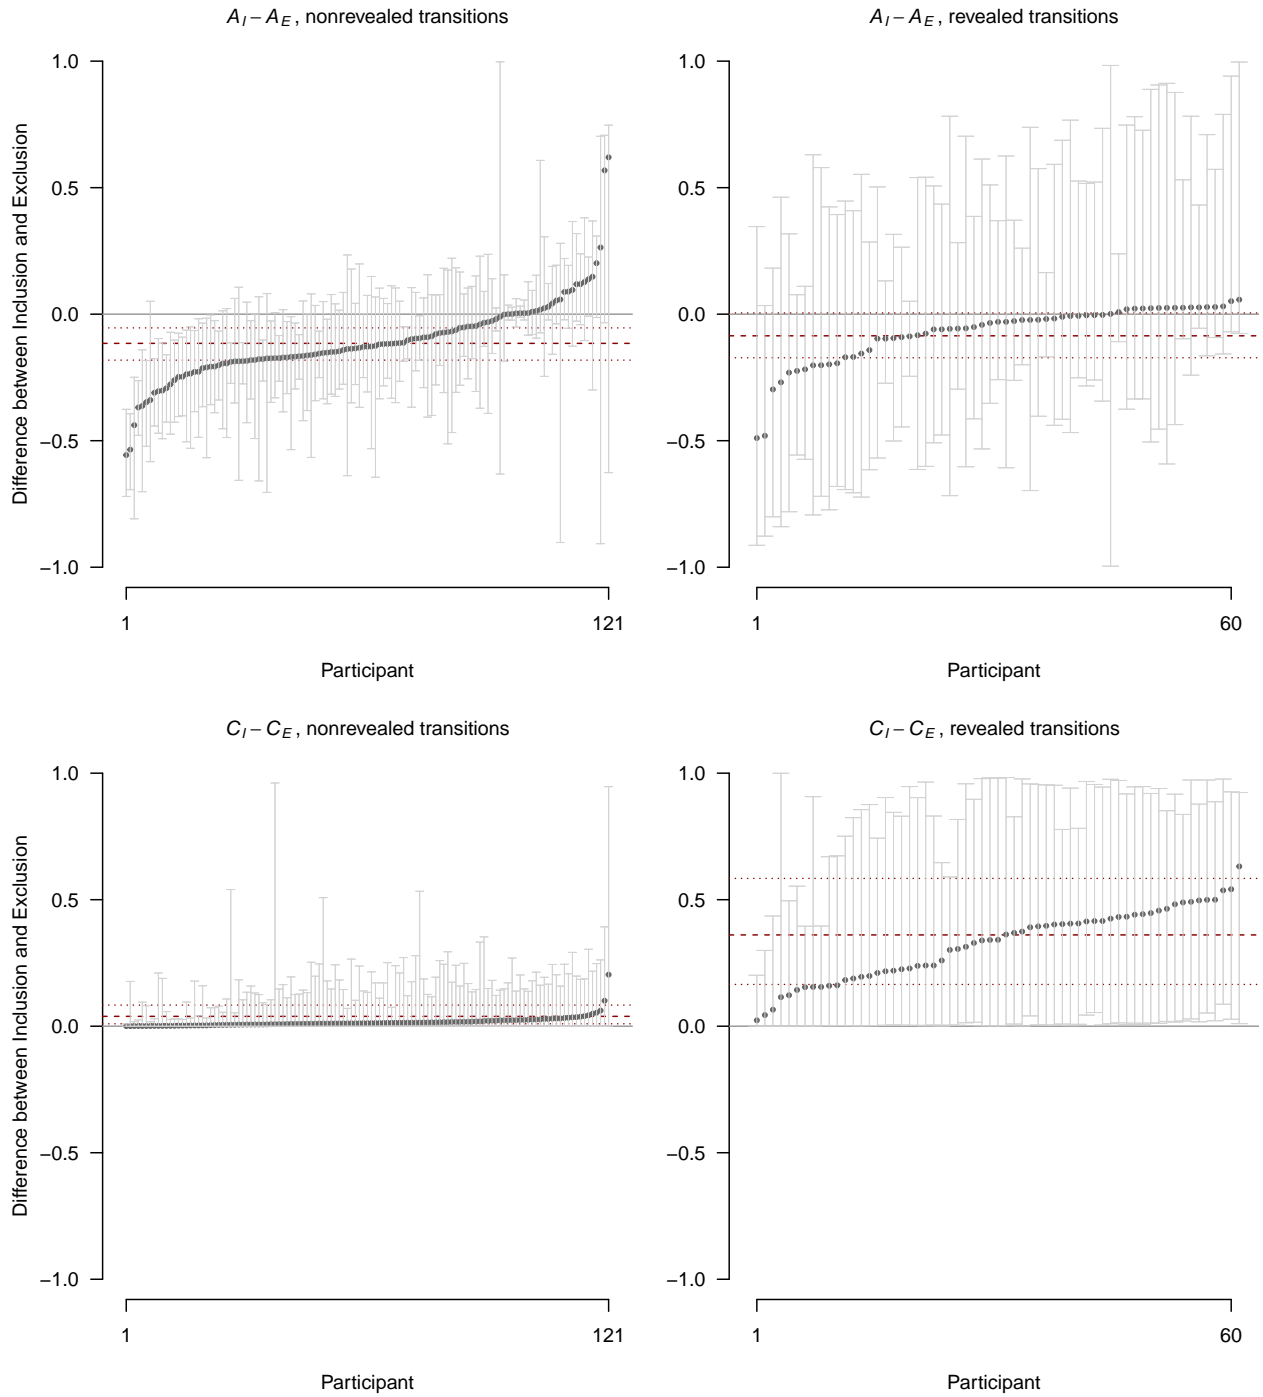 A_I – A_E, nonrevealed transitions
Difference between Inclusion and Exclusion
1.0
0.5
0.0
−0.5
−1.0
1
121
Participant
A_I – A_E, revealed transitions
1.0
0.5
0.0
−0.5
−1.0
1
60
Participant
C_I – C_E, nonrevealed transitions
Difference between Inclusion and Exclusion
1.0
0.5
0.0
−0.5
−1.0
1
121
Participant
C_I – C_E, revealed transitions
1.0
0.5
0.0
−0.5
−1.0
1
60
Participant